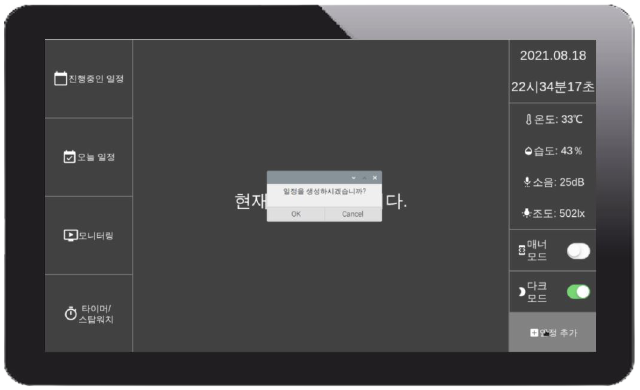 진행중인 일정
오늘 일정
모니터링
타이머/
스탑워치
현재
다.
일정을 생성하시겠습니까?
OK
Cancel
2021.08.18
22시34분17초
온도: 33℃
습도: 43%
소음: 25dB
조도: 502lx
매너
모드
다크
모드
일정 추가